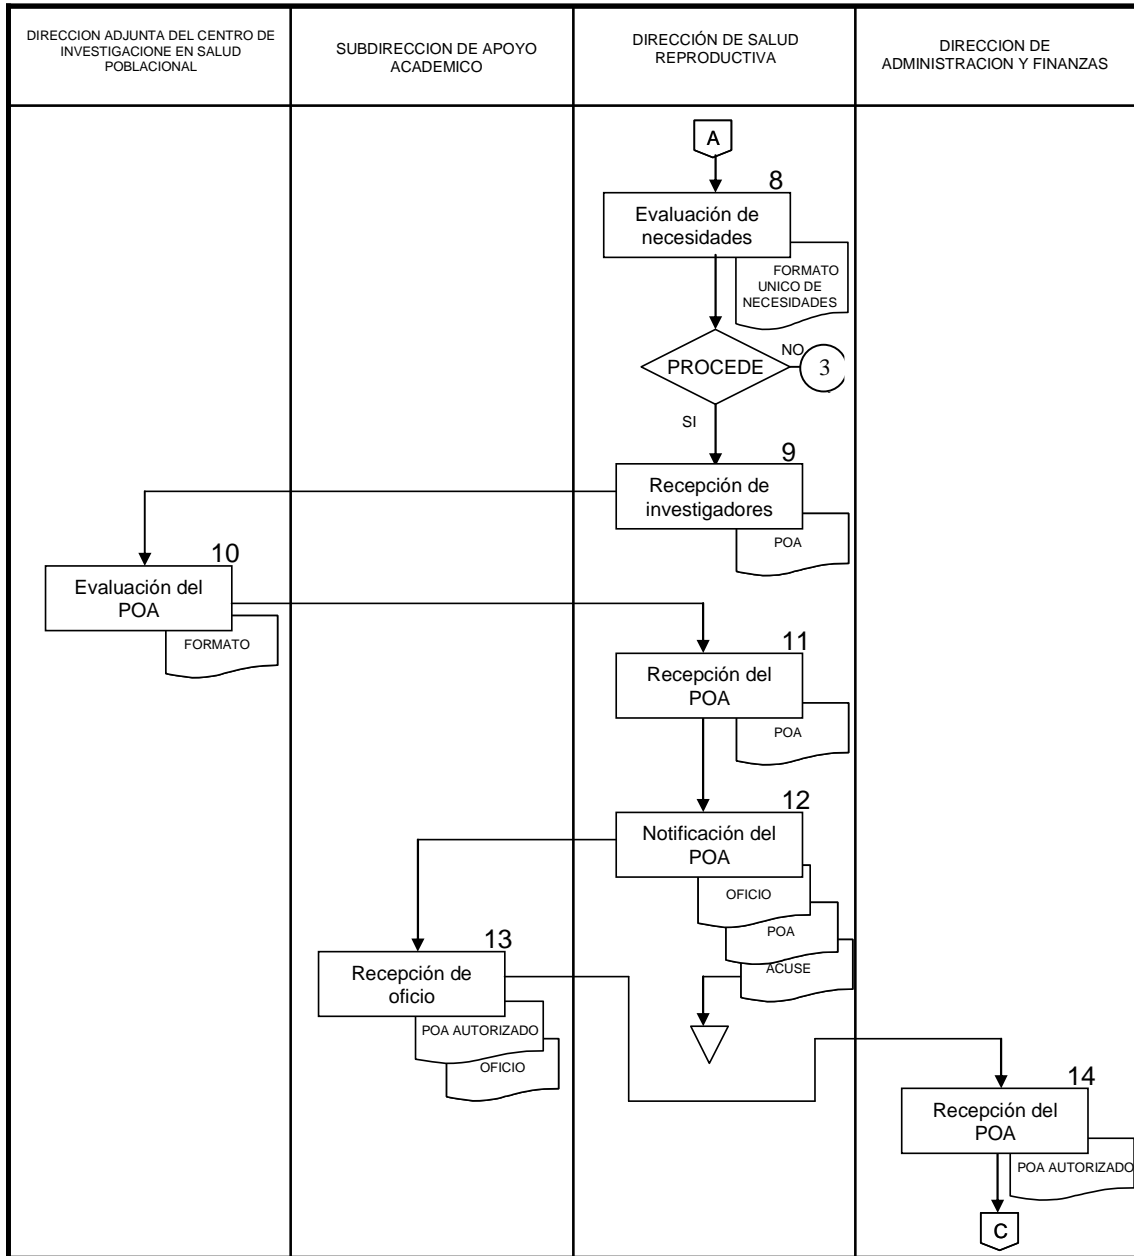 DIRECCION ADJUNTA DEL CENTRO DE
INVESTIGACIONE EN SALUD
POBLACIONAL
SUBDIRECCION DE APOYO
ACADEMICO
DIRECCIÓN DE SALUD
REPRODUCTIVA
DIRECCION DE
ADMINISTRACION Y FINANZAS
A
8
Evaluación de
necesidades
FORMATO
UNICO DE
NECESIDADES
PROCEDE
NO
3
SI
9
Recepción de
investigadores
POA
10
Evaluación del
POA
FORMATO
11
Recepción del
POA
POA
12
Notificación del
POA
OFICIO
POA
ACUSE
13
Recepción de
oficio
POA AUTORIZADO
OFICIO
14
Recepción del
POA
POA AUTORIZADO
C